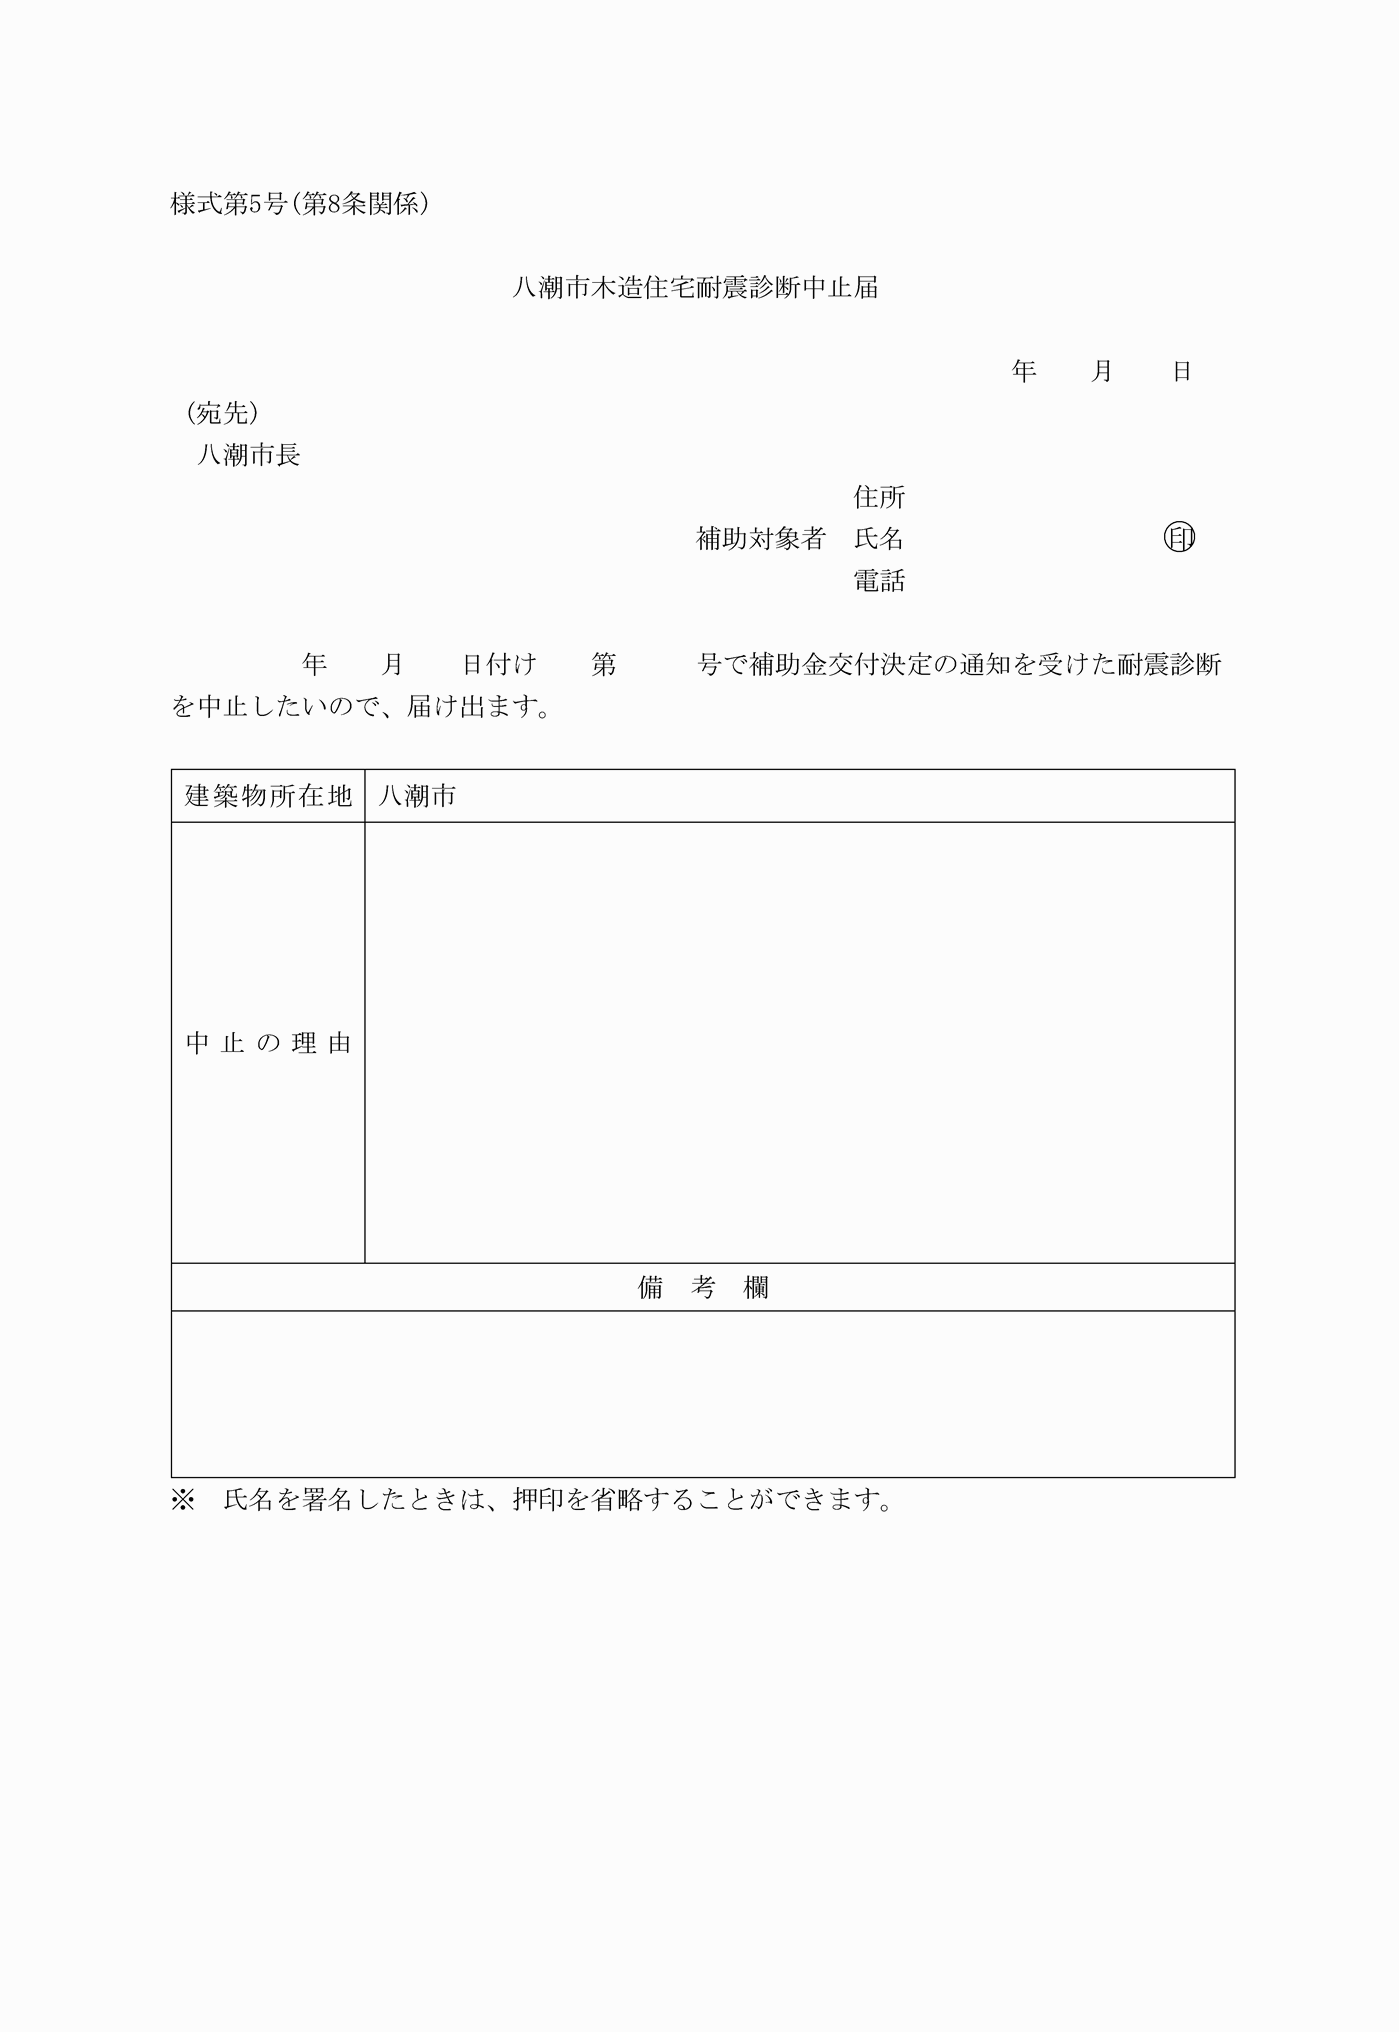 様式第5号(第8条関係)
八潮市木造住宅耐震診断中止届
年　　月　　日
(宛先)
八潮市長
住所
補助対象者　氏名　　　　　　　　　　㊞
電話
年　　月　　日付け　　第　　　号で補助金交付決定の通知を受けた耐震診断
を中止したいので、届け出ます。
建築物所在地　八潮市
中止の理由
備　考　欄
※　氏名を署名したときは、押印を省略することができます。